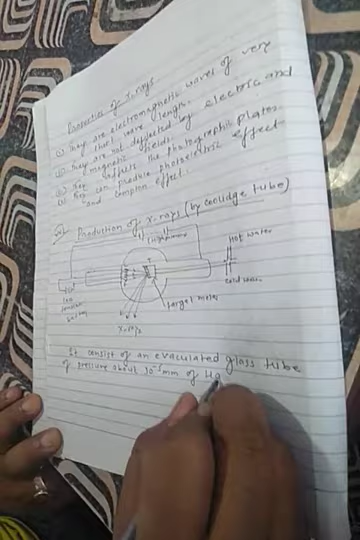 Properties of X-rays
(i) They are electromagnetic waves of very
short wave length.
(ii) They are not deflected by electric and
magnetic fields.
(iii) They affects the photographic plates
(iv) They can produce photoelectric effect
and compton effect.
Production of X-rays (by coolidge tube)
Hot water
T
cold water
target metal
X-rays
It consist of an evaculated glass tube
of pressure about 10⁻⁵mm of Hg